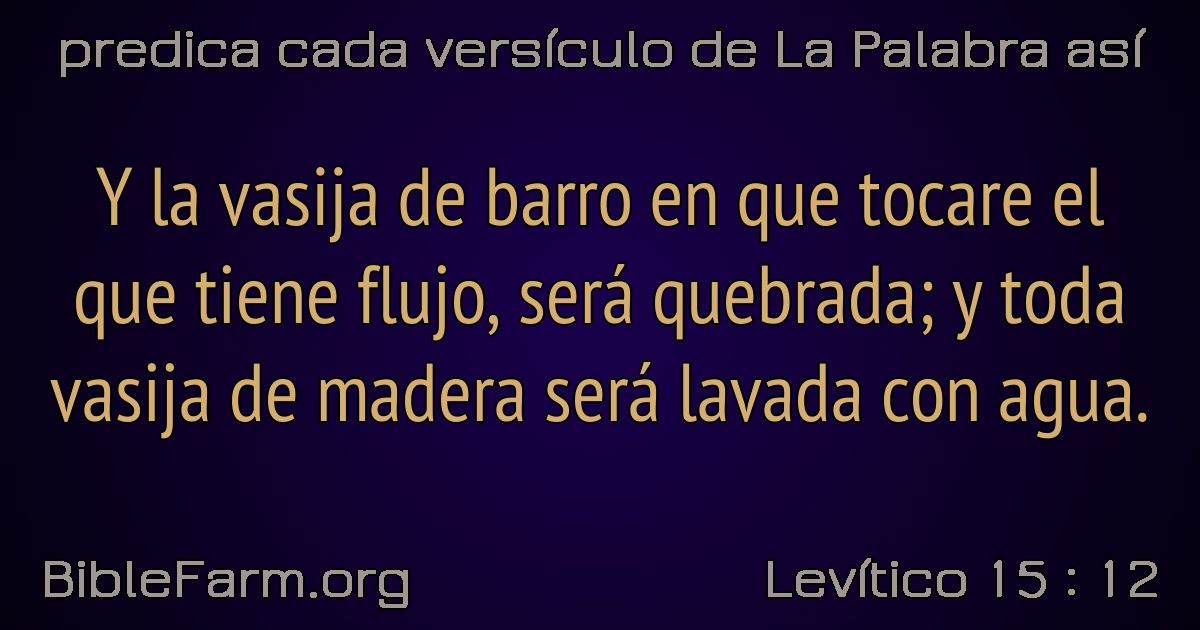 predica cada versículo de La Palabra así
Y la vasija de barro en que tocare el
que tiene flujo, será quebrada; y toda
vasija de madera será lavada con agua.
BibleFarm.org
Levítico 15 : 12